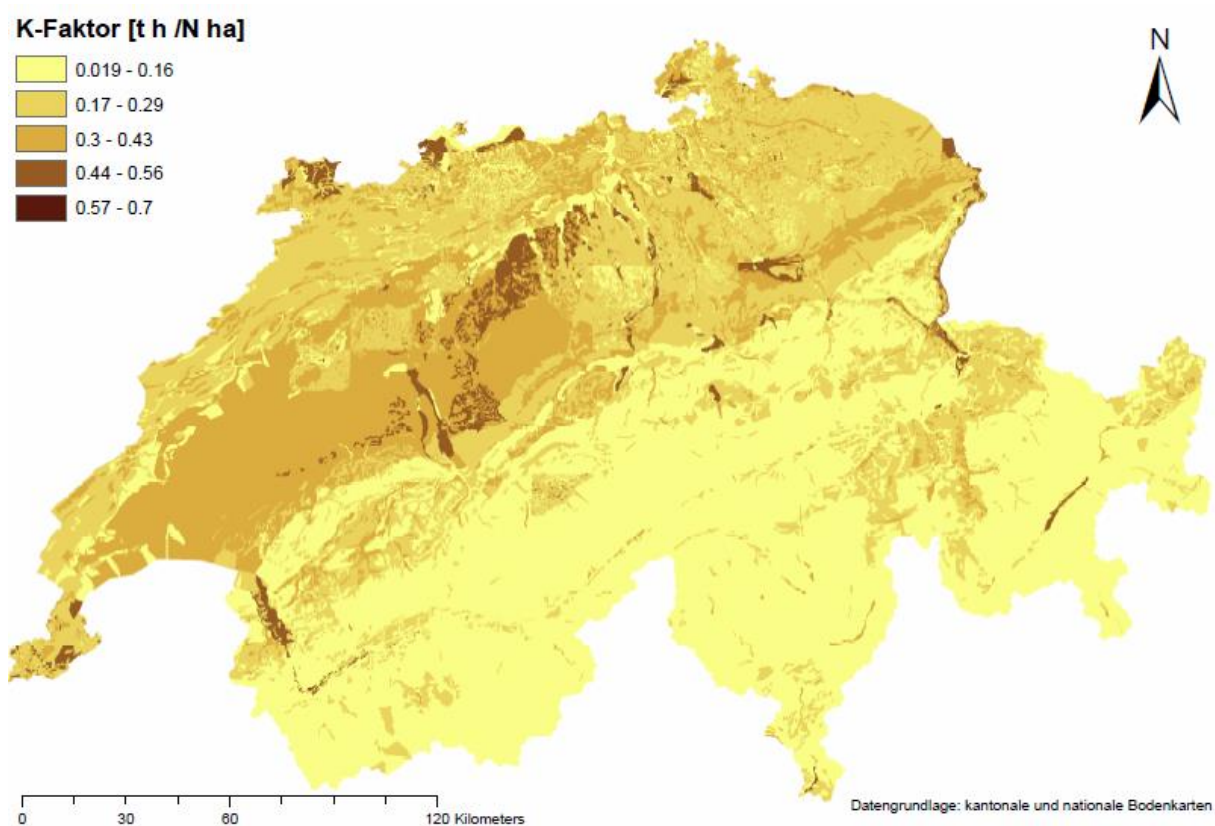 K-Faktor [t h /N ha]
0.019 - 0.16
0.17 - 0.29
0.3 - 0.43
0.44 - 0.56
0.57 - 0.7
N
0 30 60 120 Kilometers
Datengrundlage: kantonale und nationale Bodenkarten